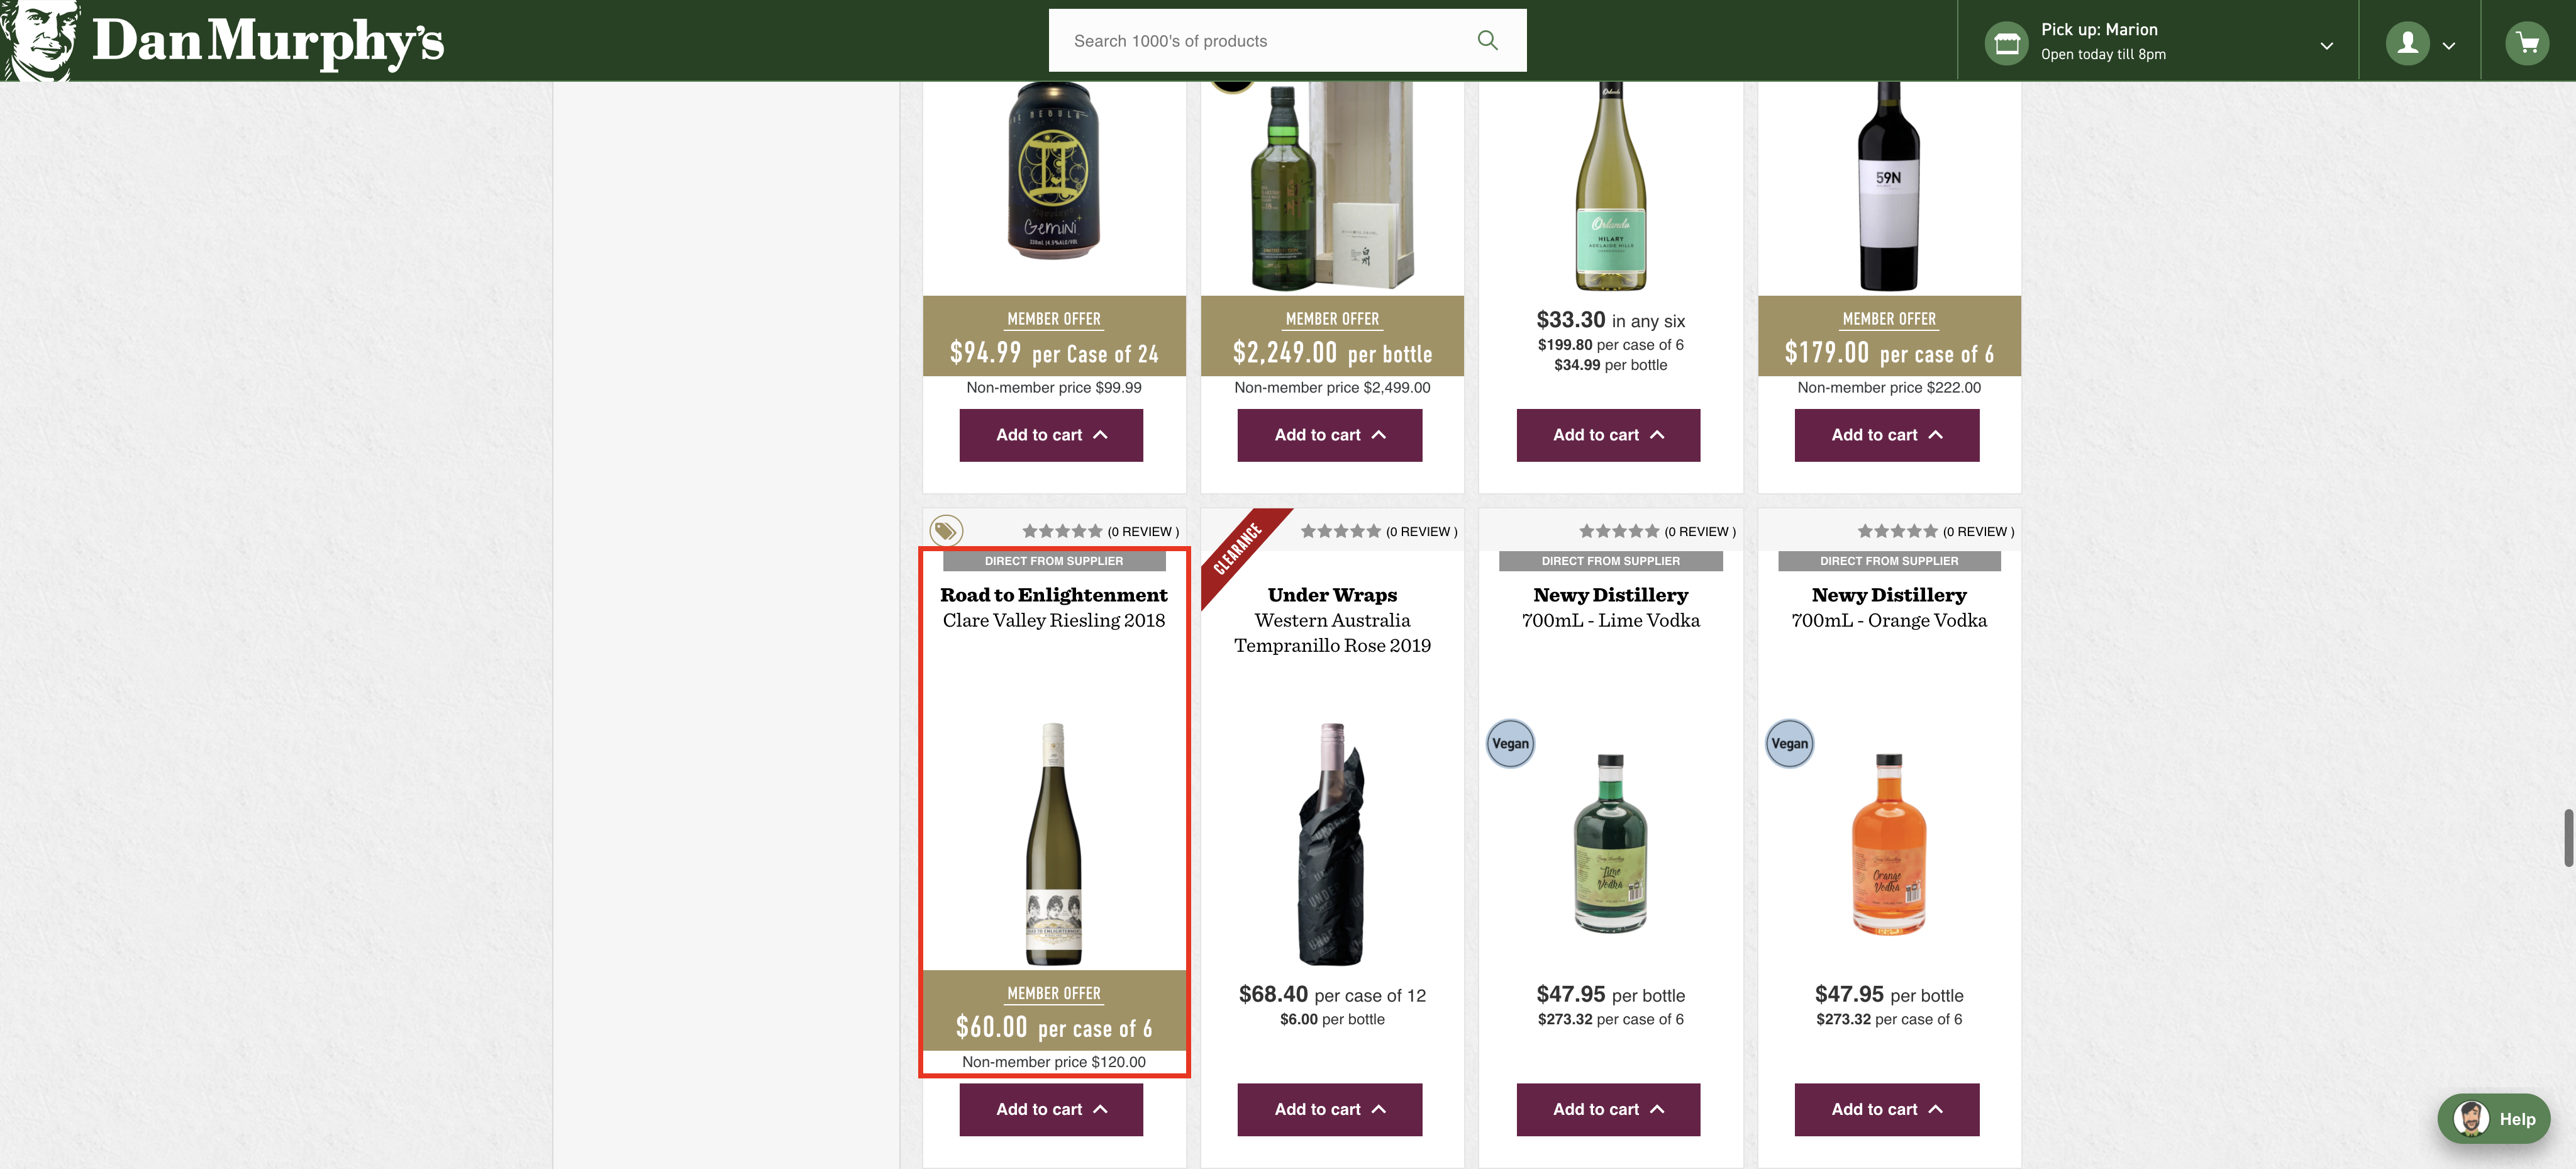 Dan Murphy's
Search 1000's of products
Pick up: Marion
Open today till 8pm
Gemini
Orlando
HILARY
ADELAIDE HILLS
59N
MEMBER OFFER
$94.99 per Case of 24
Non-member price $99.99
Add to cart
MEMBER OFFER
$2,249.00 per bottle
Non-member price $2,499.00
Add to cart
$33.30 in any six
$199.80 per case of 6
$34.99 per bottle
Add to cart
MEMBER OFFER
$179.00 per case of 6
Non-member price $222.00
Add to cart
(0 REVIEW )
DIRECT FROM SUPPLIER
Road to Enlightenment
Clare Valley Riesling 2018
MEMBER OFFER
$60.00 per case of 6
Non-member price $120.00
Add to cart
CLEARANCE
(0 REVIEW )
Under Wraps
Western Australia
Tempranillo Rose 2019
$68.40 per case of 12
$6.00 per bottle
Add to cart
(0 REVIEW )
DIRECT FROM SUPPLIER
Newy Distillery
700mL - Lime Vodka
Vegan
Lime
Vodka
$47.95 per bottle
$273.32 per case of 6
Add to cart
(0 REVIEW )
DIRECT FROM SUPPLIER
Newy Distillery
700mL - Orange Vodka
Vegan
Orange
Vodka
$47.95 per bottle
$273.32 per case of 6
Add to cart
Help